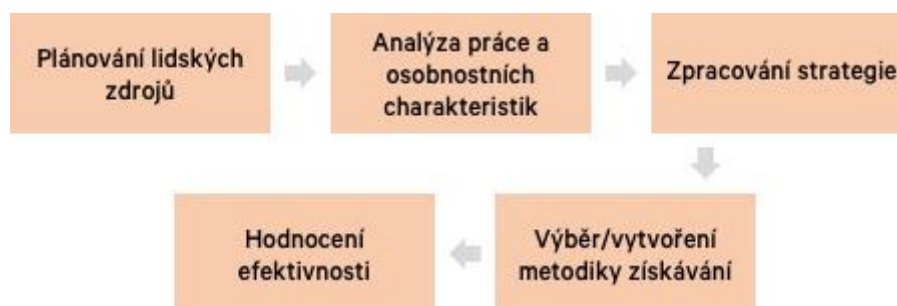 Plánování lidských
zdrojů
Analýza práce a
osobnostních
charakteristik
Zpracování strategie
Výběr/vytvoření
metodiky získávání
Hodnocení
efektivnosti